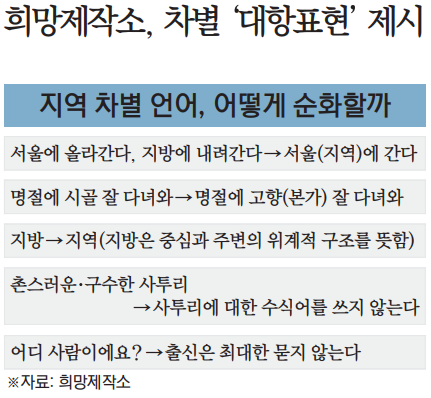 희망제작소, 차별 ‘대항표현’ 제시
지역 차별 언어, 어떻게 순화할까
서울에 올라간다, 지방에 내려간다→서울(지역)에 간다
명절에 시골 잘 다녀와→명절에 고향(본가) 잘 다녀와
지방→지역(지방은 중심과 주변의 위계적 구조를 뜻함)
촌스러운·구수한 사투리
→사투리에 대한 수식어를 쓰지 않는다
어디 사람이에요?→출신은 최대한 묻지 않는다
※자료: 희망제작소